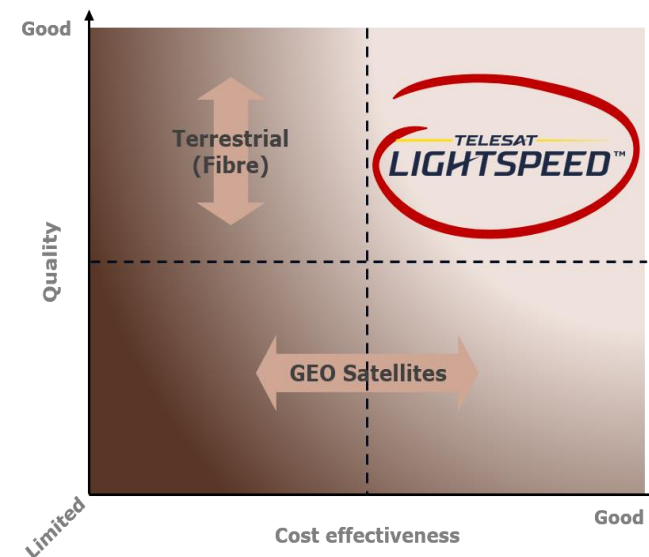 Good
Terrestrial
(Fibre)
TELESAT
LIGHTSPEED™
Quality
GEO Satellites
Limited
Good
Cost effectiveness